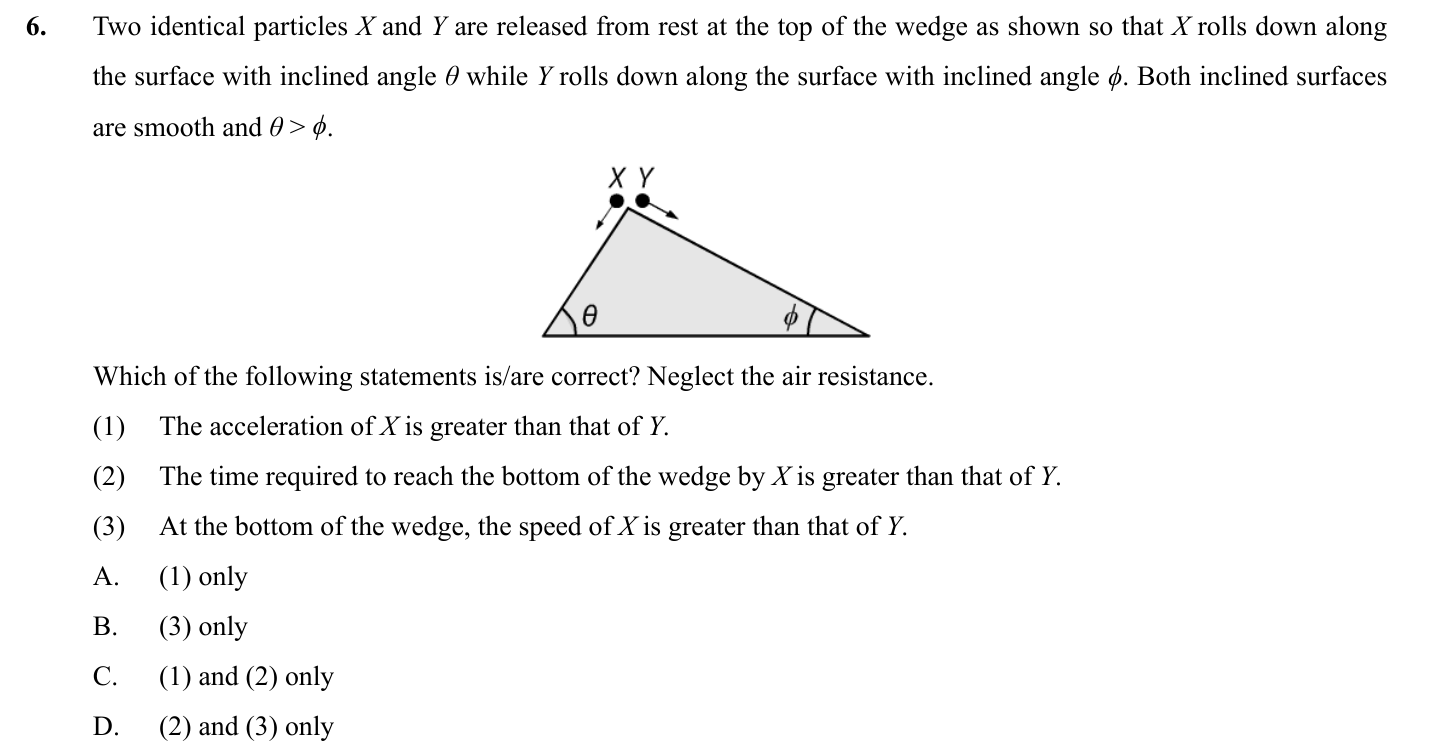 6. Two identical particles X and Y are released from rest at the top of the wedge as shown so that X rolls down along
the surface with inclined angle θ while Y rolls down along the surface with inclined angle ϕ. Both inclined surfaces
are smooth and θ > ϕ.
X Y
θ ϕ
Which of the following statements is/are correct? Neglect the air resistance.
(1) The acceleration of X is greater than that of Y.
(2) The time required to reach the bottom of the wedge by X is greater than that of Y.
(3) At the bottom of the wedge, the speed of X is greater than that of Y.
A. (1) only
B. (3) only
C. (1) and (2) only
D. (2) and (3) only